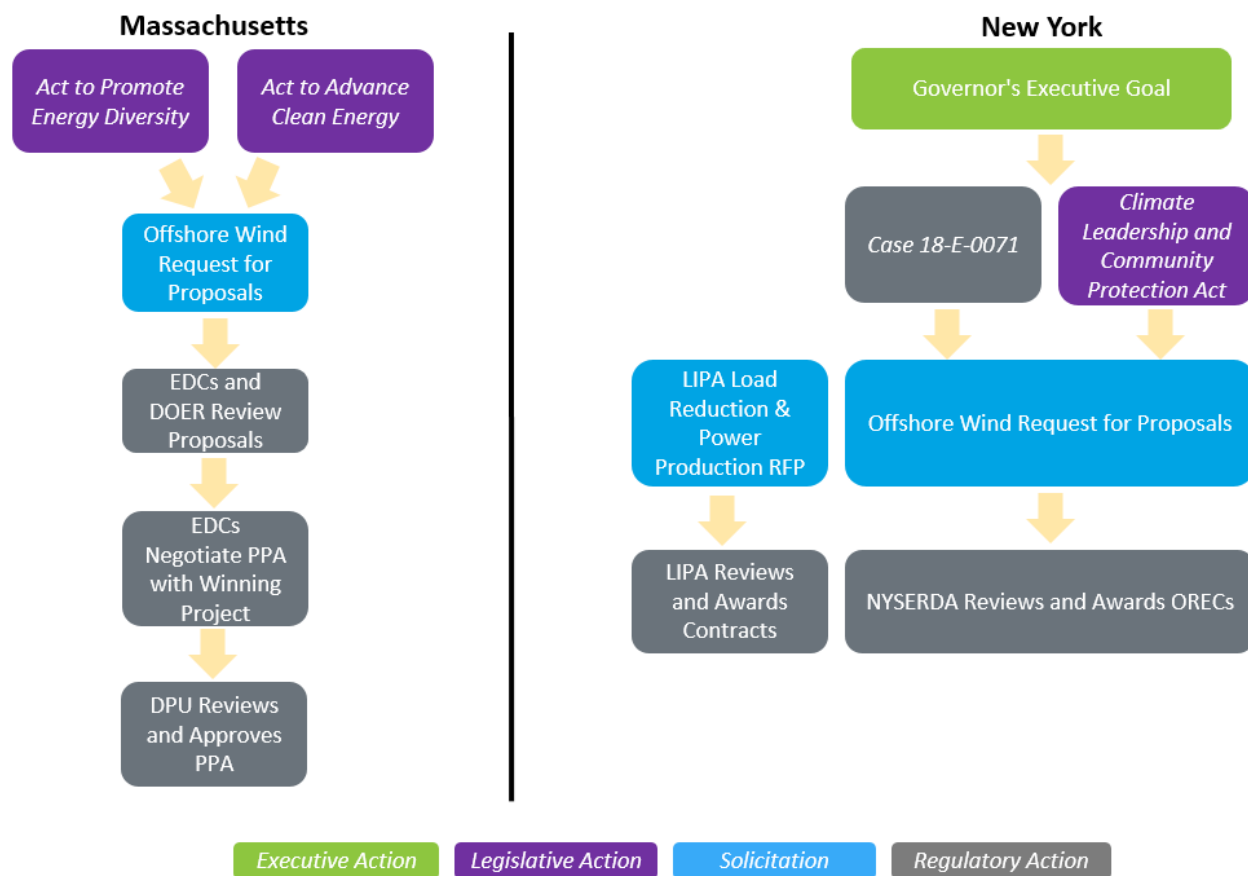 Massachusetts
Act to Promote
Energy Diversity
Act to Advance
Clean Energy
Offshore Wind
Request for
Proposals
EDCs and
DOER Review
Proposals
EDCs
Negotiate PPA
with Winning
Project
DPU Reviews
and Approves
PPA
New York
Governor's Executive Goal
Case 18-E-0071
Climate
Leadership and
Community
Protection Act
LIPA Load
Reduction &
Power
Production RFP
Offshore Wind Request for Proposals
LIPA Reviews
and Awards
Contracts
NYSERDA Reviews and Awards ORECs
Executive Action
Legislative Action
Solicitation
Regulatory Action